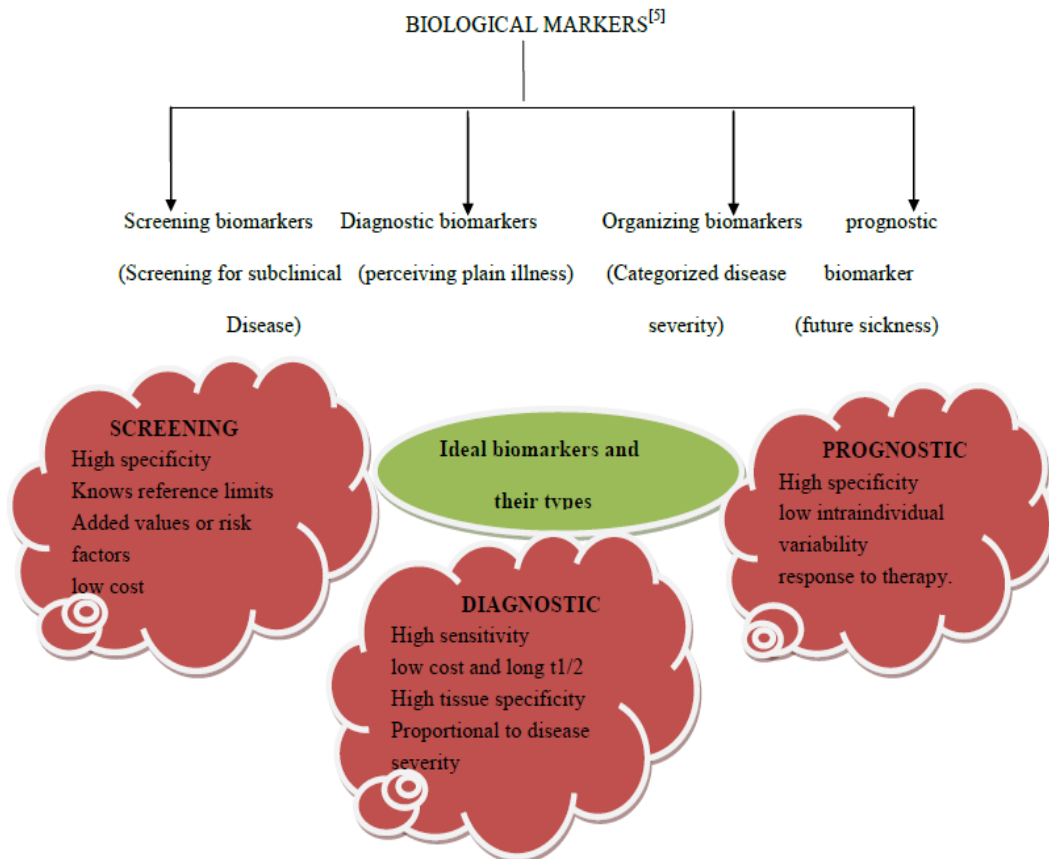 BIOLOGICAL MARKERS[5]
Screening biomarkers
(Screening for subclinical
Disease)
Diagnostic biomarkers
(perceiving plain illness)
Organizing biomarkers
(Categorized disease
severity)
prognostic
biomarker
(future sickness)
SCREENING
High specificity
Knows reference limits
Added values or risk
factors
low cost
Ideal biomarkers and
their types
PROGNOSTIC
High specificity
low intraindividual
variability
response to therapy.
DIAGNOSTIC
High sensitivity
low cost and long t1/2
High tissue specificity
Proportional to disease
severity